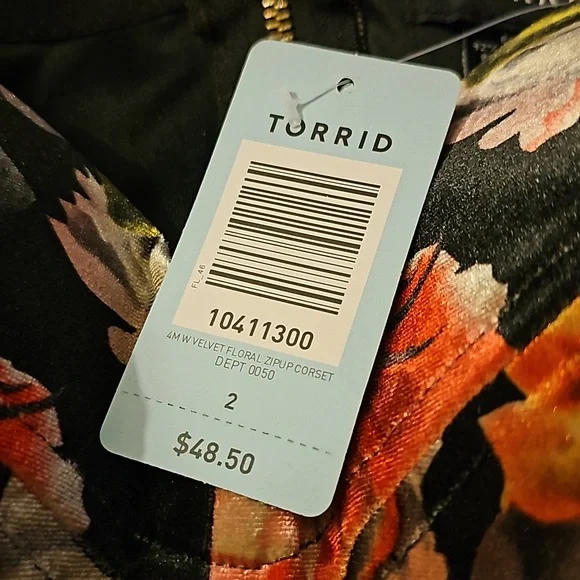 TORRID
FL_46
10411300
4M W VELVET FLORAL ZIPUP CORSET
DEPT 0050
2
$48.50